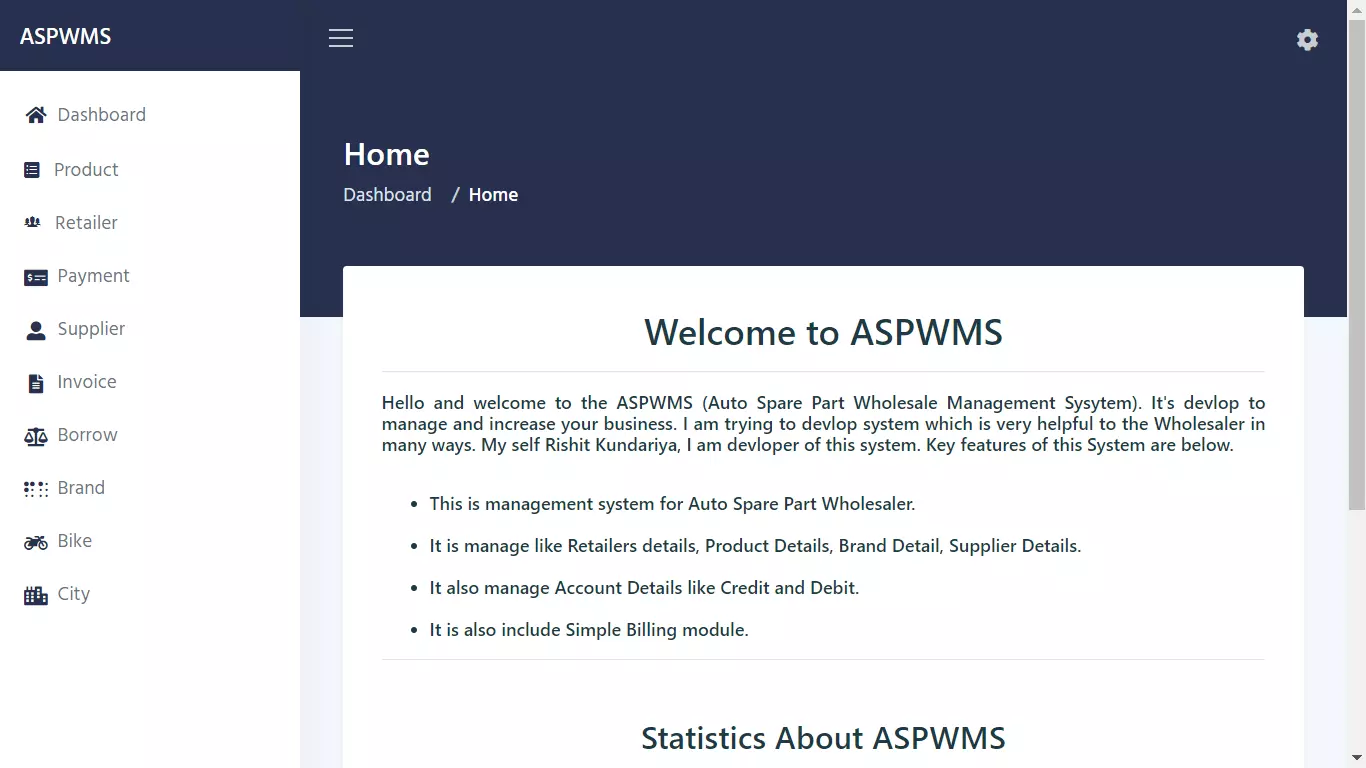 ASPWMS
Dashboard
Product
Retailer
Payment
Supplier
Invoice
Borrow
Brand
Bike
City
Home
Dashboard / Home
Welcome to ASPWMS
Hello and welcome to the ASPWMS (Auto Spare Part Wholesale Management Sysytem). It's devlop to
manage and increase your business. I am trying to devlop system which is very helpful to the Wholesaler in
many ways. My self Rishit Kundariya, I am devloper of this system. Key features of this System are below.
• This is management system for Auto Spare Part Wholesaler.
• It is manage like Retailers details, Product Details, Brand Detail, Supplier Details.
• It also manage Account Details like Credit and Debit.
• It is also include Simple Billing module.
Statistics About ASPWMS